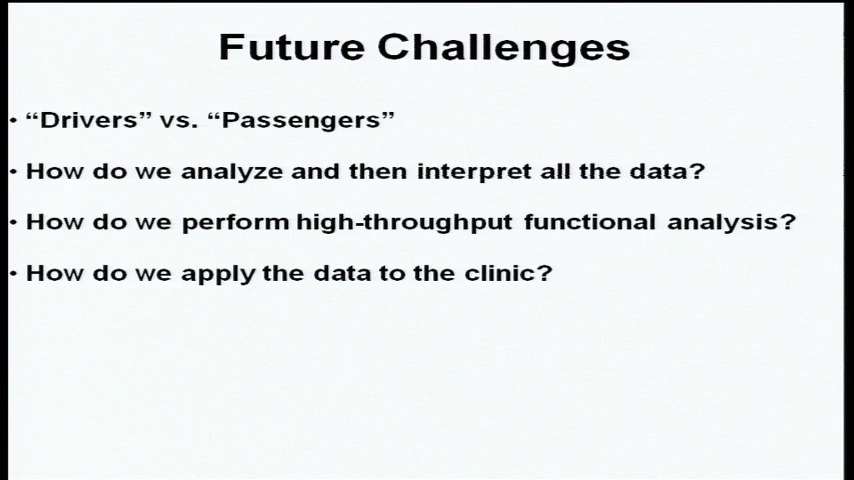 Future Challenges
• “Drivers” vs. “Passengers”
• How do we analyze and then interpret all the data?
• How do we perform high-throughput functional analysis?
• How do we apply the data to the clinic?